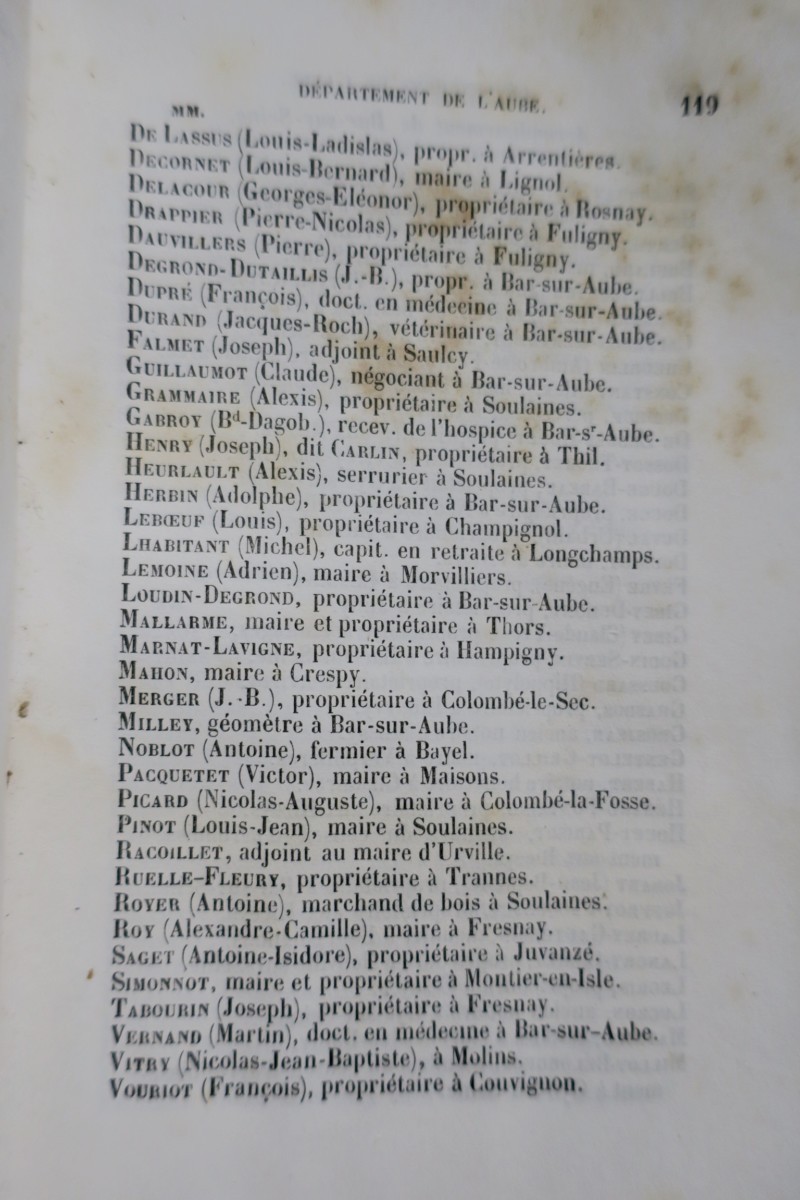 DÉPARTEMENT DE L'AUBE. 119
MM.
DE LASSUS (Louis-Ladislas), propr. à Arrentières.
DECORNET (Louis-Bernard), maire à Lignol.
DELACOUR (Georges-Eléonor), propriétaire à Rosnay.
DRAPPIER (Pierre-Nicolas), propriétaire à Fuligny.
DAUVILLERS (Pierre), propriétaire à Fuligny.
DEGROND-DUTAILLIS (J.-B.), propr. à Bar-sur-Aube.
DUPRÉ (François), doct. en médecine à Bar-sur-Aube.
DURAND (Jacques-Roch), vétérinaire à Bar-sur-Aube.
FALMET (Joseph), adjoint à Saulcy.
GUILLAUMOT (Claude), négociant à Bar-sur-Aube.
GRAMMAIRE (Alexis), propriétaire à Soulaines.
GABROY (Bd-Dagob.), recev. de l'hospice à Bar-sr-Aube.
HENRY (Joseph), dit CARLIN, propriétaire à Thil.
HEURLAULT (Alexis), serrurier à Soulaines.
HERBIN (Adolphe), propriétaire à Bar-sur-Aube.
LEBŒUF (Louis), propriétaire à Champignol.
LHABITANT (Michel), capit. en retraite à Longchamps.
LEMOINE (Adrien), maire à Morvilliers.
LOUDIN-DEGROND, propriétaire à Bar-sur-Aube.
MALLARME, maire et propriétaire à Thors.
MARNAT-LAVIGNE, propriétaire à Hampigny.
MAHON, maire à Crespy.
MERGER (J.-B.), propriétaire à Colombé-le-Sec.
MILLEY, géomètre à Bar-sur-Aube.
NOBLOT (Antoine), fermier à Bayel.
PACQUETET (Victor), maire à Maisons.
PICARD (Nicolas-Auguste), maire à Colombé-la-Fosse.
PINOT (Louis-Jean), maire à Soulaines.
RACOILLET, adjoint au maire d'Urville.
RUELLE-FLEURY, propriétaire à Trannes.
ROYER (Antoine), marchand de bois à Soulaines.
ROY (Alexandre-Camille), maire à Fresnay.
SAGET (Antoine-Isidore), propriétaire à Juvanzé.
SIMONNOT, maire et propriétaire à Montier-en-Isle.
TABOURIN (Joseph), propriétaire à Fresnay.
VERNAND (Martin), doct. en médecine à Bar-sur-Aube.
VITRY (Nicolas-Jean-Baptiste), à Molins.
VOURIOT (François), propriétaire à Couvignon.